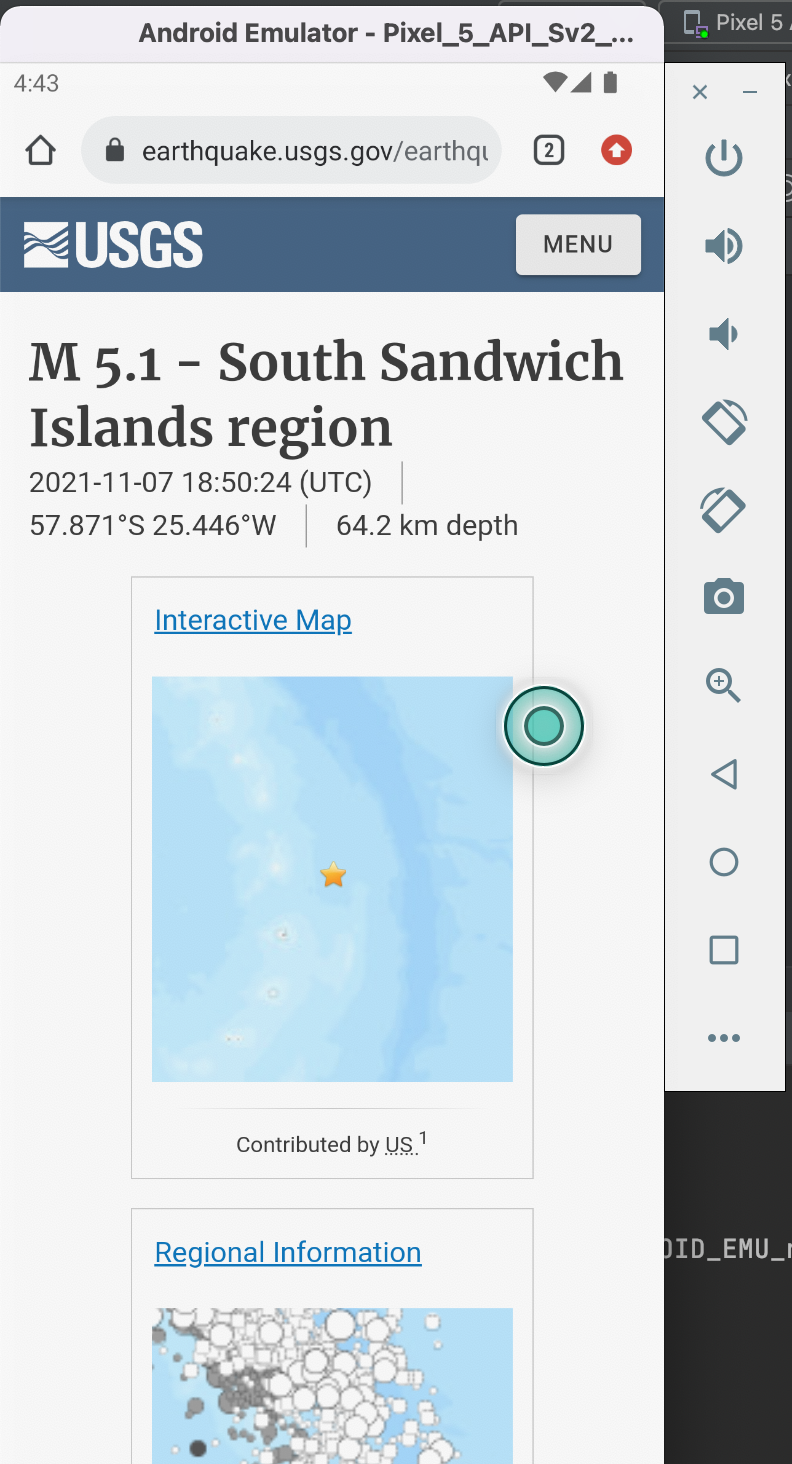 Android Emulator - Pixel_5_API_Sv2_...
Pixel 5
4:43
earthquake.usgs.gov/earthqu
2
USGS
MENU
M 5.1 - South Sandwich
Islands region
2021-11-07 18:50:24 (UTC)
57.871°S 25.446°W
64.2 km depth
Interactive Map
Contributed by US 1
OID_EMU_
Regional Information